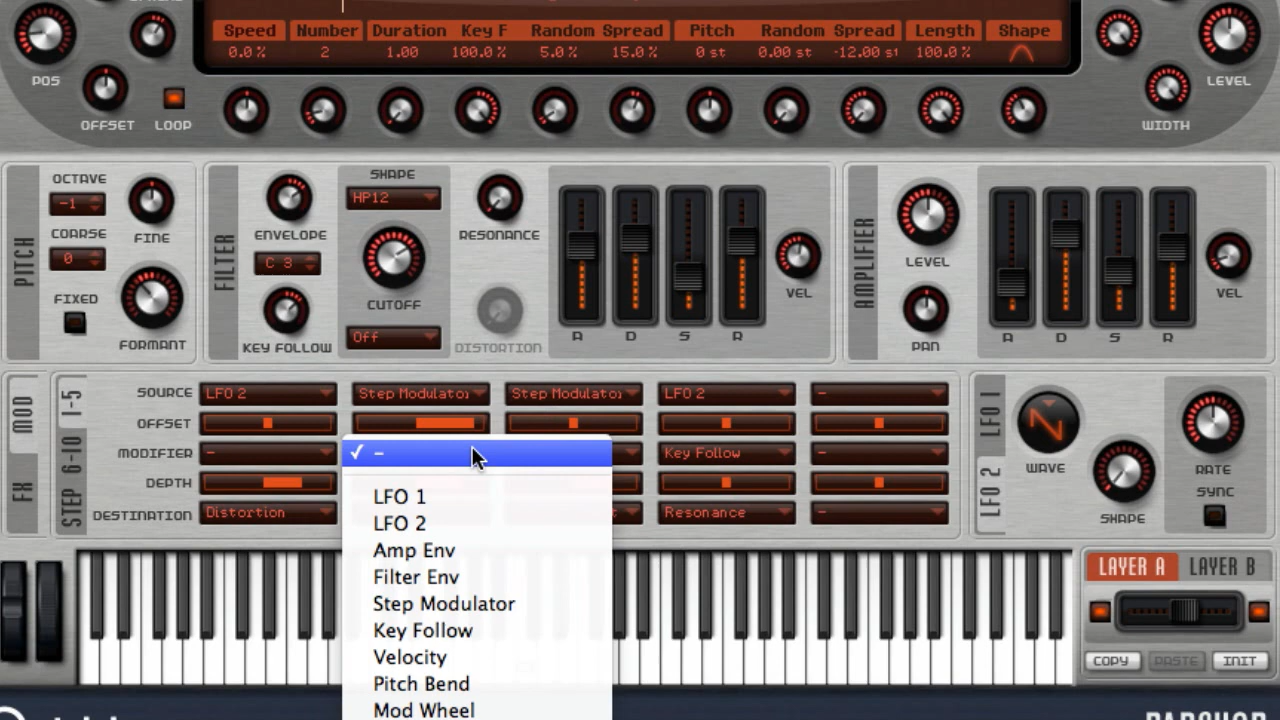 Speed Number Duration Key F Random Spread Pitch Random Spread Length Shape
0.0 % 2 1.00 100.0 % 5.0 % 15.0 % 0 st 0.00 st -12.00 st 100.0 %
POS
OFFSET LOOP
LEVEL
WIDTH
PITCH
OCTAVE
-1
COARSE
0
FINE
FIXED
FORMANT
FILTER
ENVELOPE
C 3
KEY FOLLOW
SHAPE
HP12
CUTOFF
Off
RESONANCE
DISTORTION
A D S R
VEL
AMPLIFIER
LEVEL
PAN
A D S R
VEL
MOD
FX
1-5
6-10
STEP
SOURCE LFO 2 Step Modulator Step Modulator LFO 2 -
OFFSET
MODIFIER - Key Follow -
DEPTH
DESTINATION Distortion Resonance -
✓ -
LFO 1
LFO 2
Amp Env
Filter Env
Step Modulator
Key Follow
Velocity
Pitch Bend
Mod Wheel
LFO 1
LFO 2
WAVE
SHAPE
RATE
SYNC
LAYER A LAYER B
COPY PASTE INIT